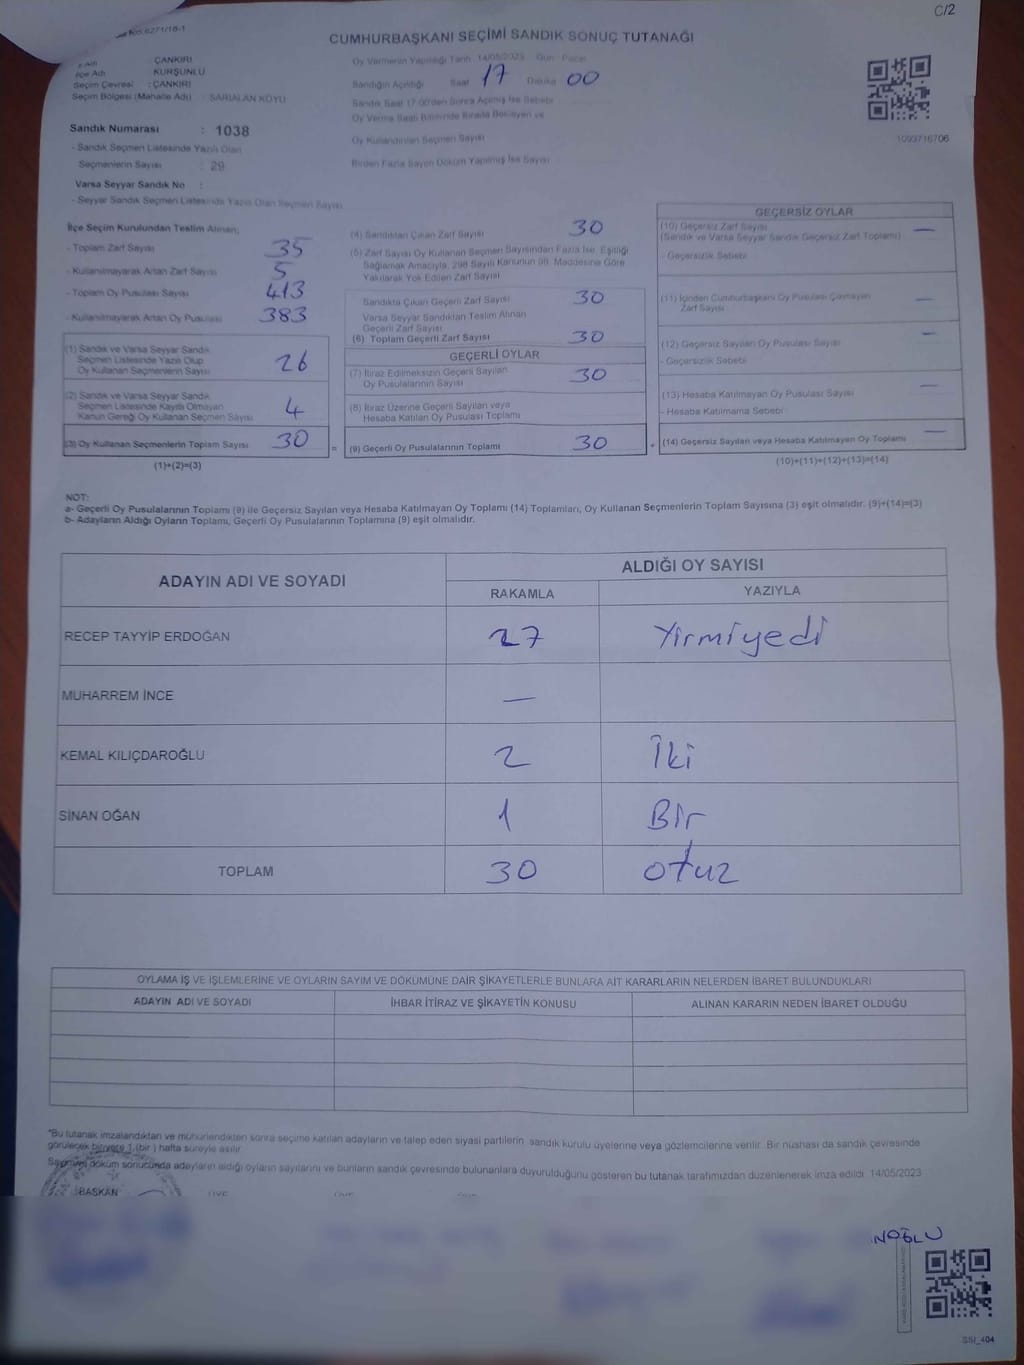 C/2
CUMHURBAŞKANI SEÇİMİ SANDIK SONUÇ TUTANAĞI
: ÇANKIRI
İlçe Adı : KURŞUNLU
Seçim Çevresi : ÇANKIRI
Seçim Bölgesi (Mahalle Adı) : SARIALAN KÖYÜ
Oy Vermenin Yapıldığı Tarih : 14/05/2023 Gün : Pazar
Sandığın Açıldığı Saat 17 Dakika 00
Sandık Saat 17:00'den Sonra Açılmış İse Sebebi
Oy Verme Saati Bitiminde Sırada Bekleyen ve
Oy Kullandırılan Seçmen Sayısı
Birden Fazla Sayım Döküm Yapılmış İse Sayısı
1093716706
Sandık Numarası : 1038
- Sandık Seçmen Listesinde Yazılı Olan
Seçmenlerin Sayısı : 29
Varsa Seyyar Sandık No :
- Seyyar Sandık Seçmen Listesinde Yazılı Olan Seçmen Sayısı
İlçe Seçim Kurulundan Teslim Alınan;
- Toplam Zarf Sayısı 35
- Kullanılmayarak Artan Zarf Sayısı 5
- Toplam Oy Pusulası Sayısı 413
- Kullanılmayarak Artan Oy Pusulası 383
(1) Sandık ve Varsa Seyyar Sandık
Seçmen Listesinde Yazılı Olup
Oy Kullanan Seçmenlerin Sayısı 26
(2) Sandık ve Varsa Seyyar Sandık
Seçmen Listesinde Kayıtlı Olmayan
Kanun Gereği Oy Kullanan Seçmen Sayısı 4
(3) Oy Kullanan Seçmenlerin Toplam Sayısı 30
(1)+(2)=(3)
(4) Sandıktan Çıkan Zarf Sayısı 30
(5) Zarf Sayısı Oy Kullanan Seçmen Sayısından Fazla İse, Eşitliği
Sağlamak Amacıyla, 298 Sayılı Kanunun 98. Maddesine Göre
Yakılarak Yok Edilen Zarf Sayısı
Sandıkta Çıkan Geçerli Zarf Sayısı 30
Varsa Seyyar Sandıktan Teslim Alınan
Geçerli Zarf Sayısı
(6) Toplam Geçerli Zarf Sayısı 30
GEÇERLİ OYLAR
(7) İtiraz Edilmeksizin Geçerli Sayılan
Oy Pusulalarının Sayısı 30
(8) İtiraz Üzerine Geçerli Sayılan veya
Hesaba Katılan Oy Pusulası Toplamı
= (9) Geçerli Oy Pusulalarının Toplamı 30 +
GEÇERSİZ OYLAR
(10) Geçersiz Zarf Sayısı —
(Sandık ve Varsa Seyyar Sandık Geçersiz Zarf Toplamı)
- Geçersizlik Sebebi
(11) İçinden Cumhurbaşkanı Oy Pusulası Çıkmayan
Zarf Sayısı —
(12) Geçersiz Sayılan Oy Pusulası Sayısı —
- Geçersizlik Sebebi
(13) Hesaba Katılmayan Oy Pusulası Sayısı —
- Hesaba Katılmama Sebebi
(14) Geçersiz Sayılan veya Hesaba Katılmayan Oy Toplamı —
(10)+(11)+(12)+(13)=(14)
NOT:
a- Geçerli Oy Pusulalarının Toplamı (9) ile Geçersiz Sayılan veya Hesaba Katılmayan Oy Toplamı (14) Toplamları, Oy Kullanan Seçmenlerin Toplam Sayısına (3) eşit olmalıdır. (9)+(14)=(3)
b- Adayların Aldığı Oyların Toplamı, Geçerli Oy Pusulalarının Toplamına (9) eşit olmalıdır.
ADAYIN ADI VE SOYADI
ALDIĞI OY SAYISI
RAKAMLA YAZIYLA
RECEP TAYYİP ERDOĞAN 27 Yirmiyedi
MUHARREM İNCE —
KEMAL KILIÇDAROĞLU 2 İki
SİNAN OĞAN 1 Bir
TOPLAM 30 otuz
OYLAMA İŞ VE İŞLEMLERİNE VE OYLARIN SAYIM VE DÖKÜMÜNE DAİR ŞİKAYETLERLE BUNLARA AİT KARARLARIN NELERDEN İBARET BULUNDUKLARI
ADAYIN ADI VE SOYADI İHBAR İTİRAZ VE ŞİKAYETİN KONUSU ALINAN KARARIN NEDEN İBARET OLDUĞU
*Bu tutanak imzalandıktan ve mühürlendikten sonra seçime katılan adayların ve talep eden siyasi partilerin sandık kurulu üyelerine veya gözlemcilerine verilir. Bir nüshası da sandık çevresinde
görülecek biryere 1 (bir ) hafta süreyle asılır.
Sayım ve döküm sonucunda adayların aldığı oyların sayılarını ve bunların sandık çevresinde bulunanlara duyurulduğunu gösteren bu tutanak tarafımızdan düzenlenerek imza edildi. 14/05/2023
BAŞKAN
NOĞLU
SSI_404